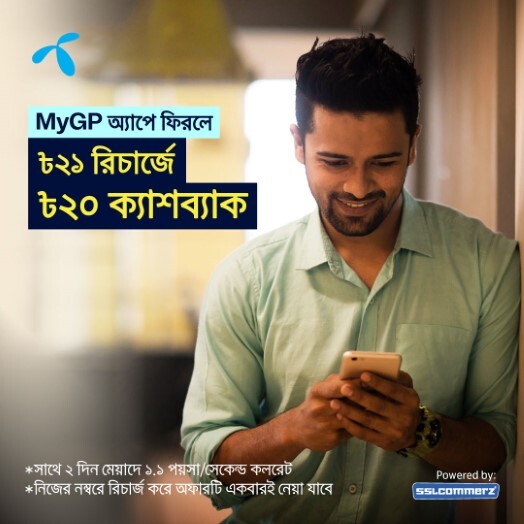 MyGP অ্যাপে ফিরলে
৳২১ রিচার্জে
৳২০ ক্যাশব্যাক
*সাথে ২ দিন মেয়াদে ১.১ পয়সা/সেকেন্ড কলরেট
*নিজের নম্বরে রিচার্জ করে অফারটি একবারই নেয়া যাবে
Powered by:
SSLCOMMERZ